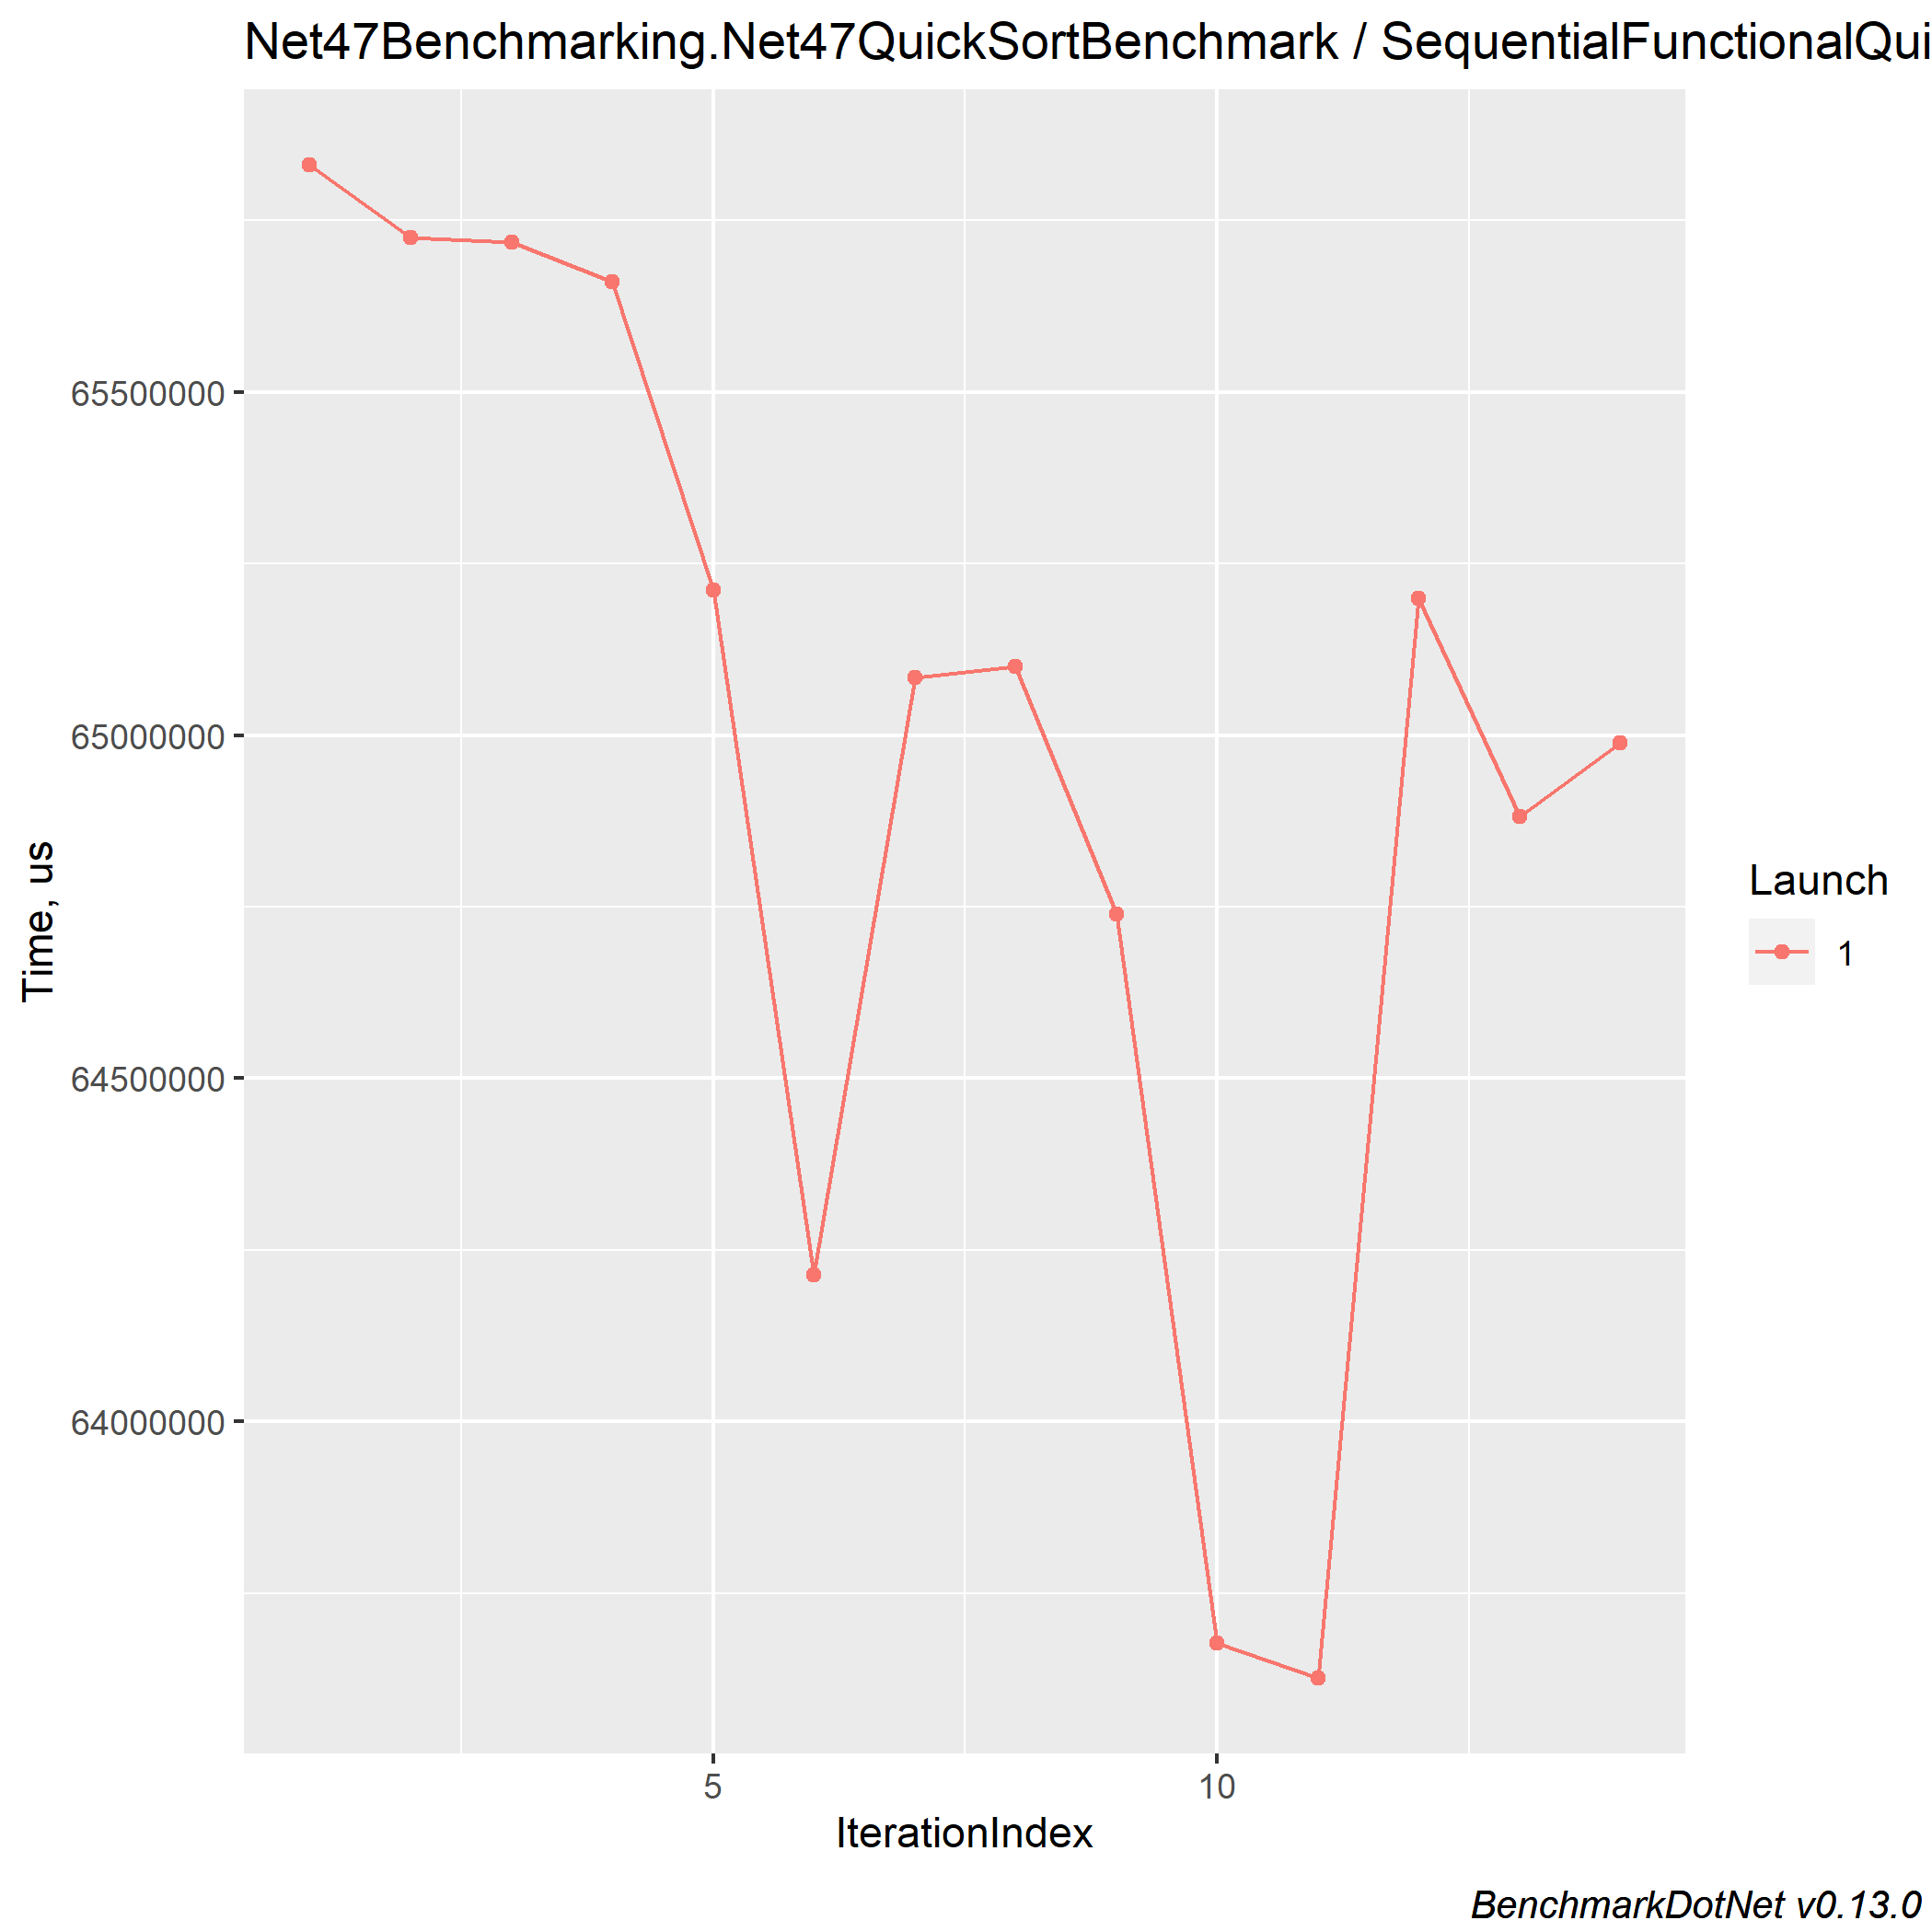 Net47Benchmarking.Net47QuickSortBenchmark / SequentialFunctionalQui
65500000
65000000
64500000
64000000
Time, us
5
10
IterationIndex
Launch
1
BenchmarkDotNet v0.13.0